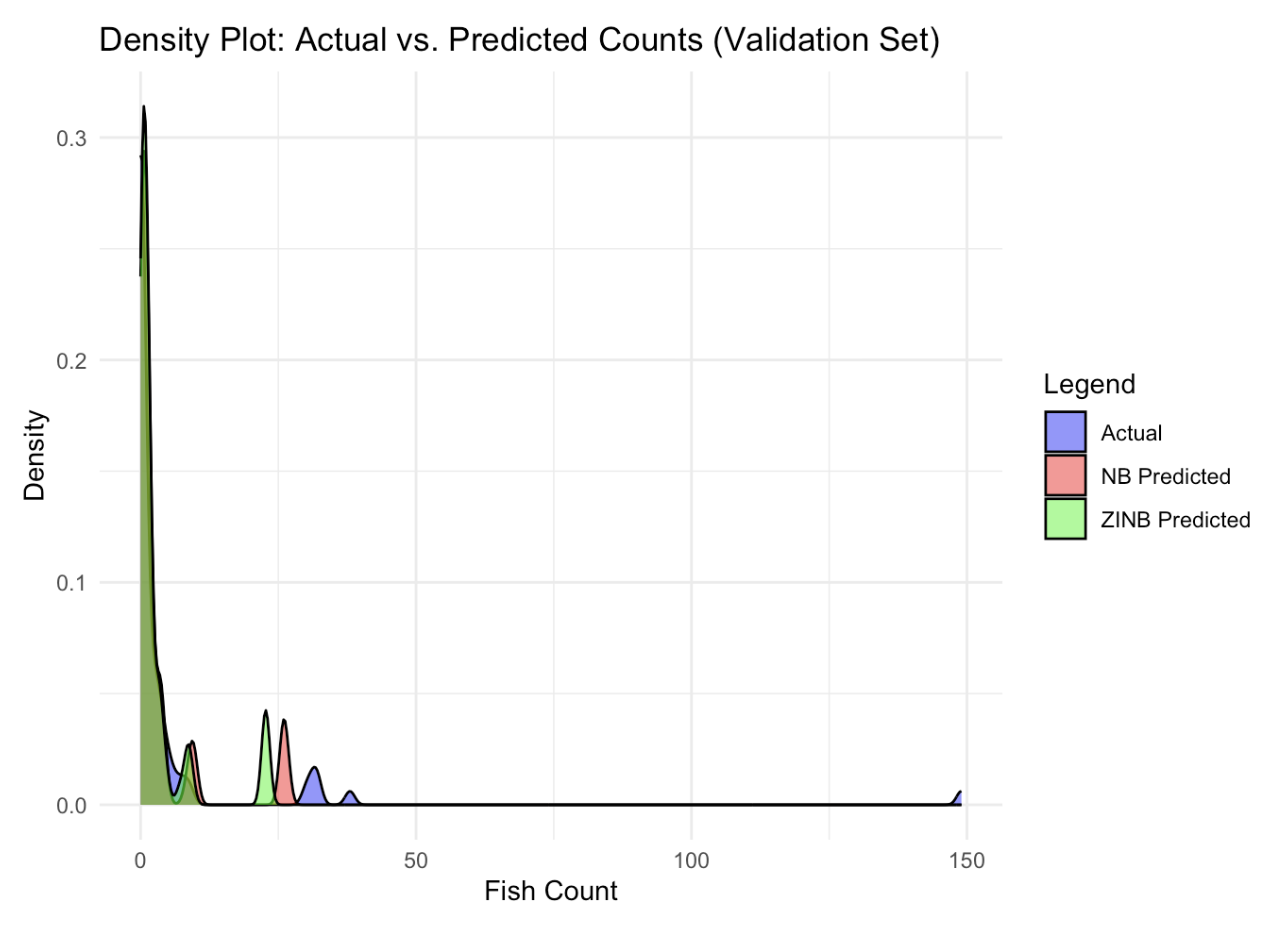 Density Plot: Actual vs. Predicted Counts (Validation Set)
0.3
0.2
0.1
0.0
Density
0
50
100
150
Fish Count
Legend
Actual
NB Predicted
ZINB Predicted